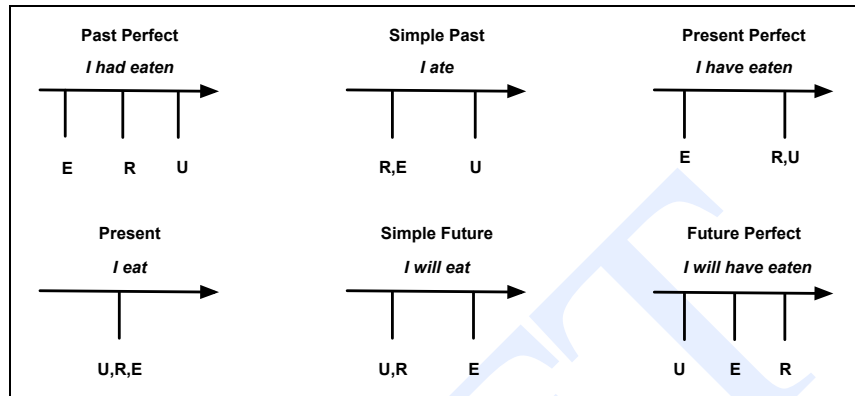 Past Perfect
I had eaten
E R U
Simple Past
I ate
R,E U
Present Perfect
I have eaten
E R,U
Present
I eat
U,R,E
Simple Future
I will eat
U,R E
Future Perfect
I will have eaten
U E R